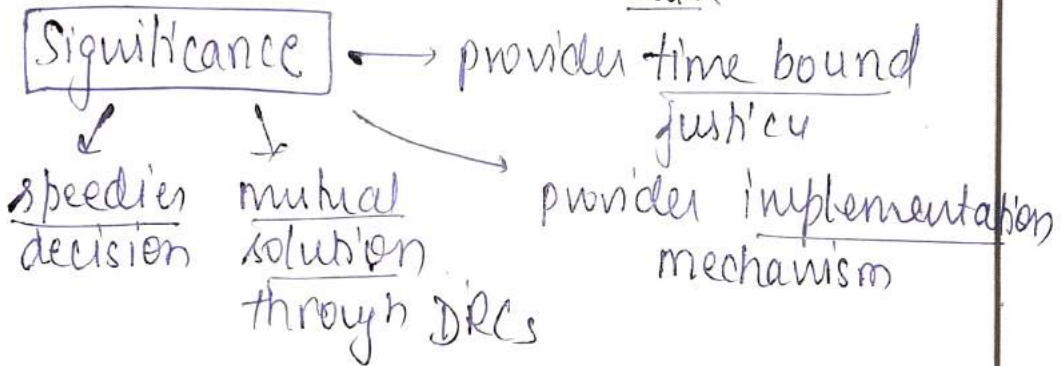 Significance → provides time bound
justice
speedier mutual provides implementation
decision solution mechanism
through DRCs